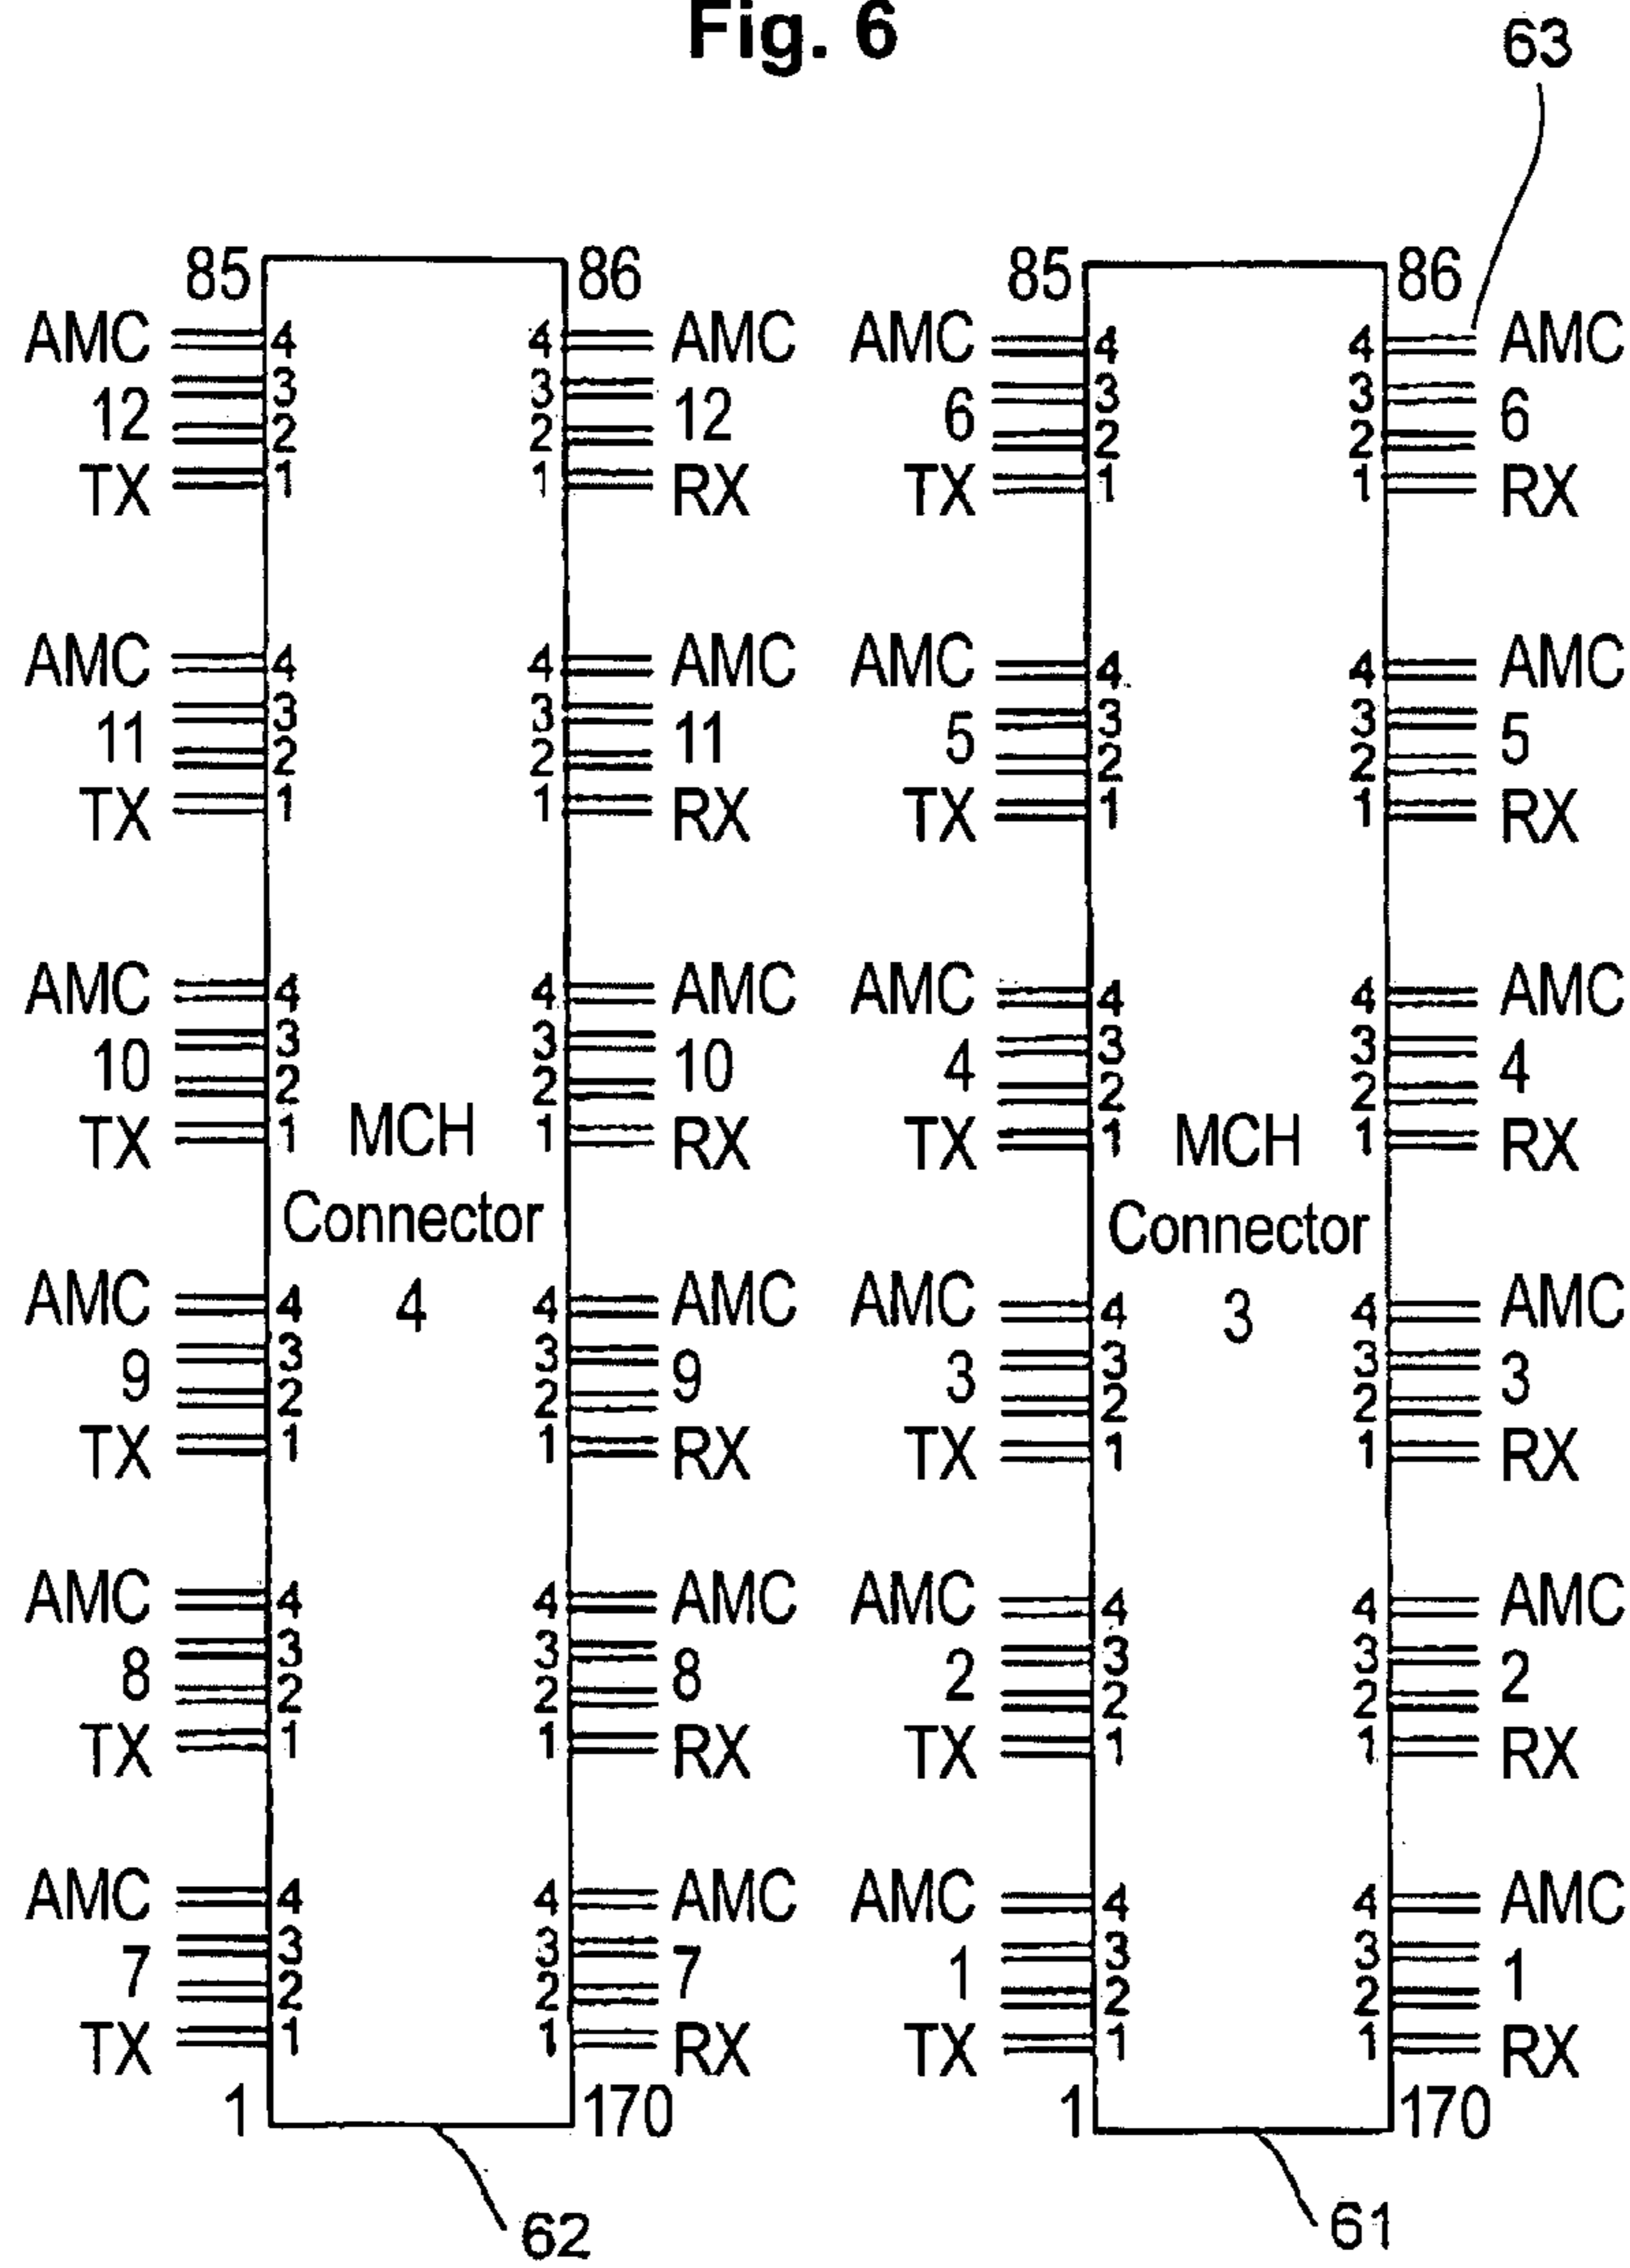 Fig. 6
63
85 86 85 86
AMC 4 4 AMC AMC 4 4 AMC
3 3 3 3
12 12 6 6
2 2 2 2
TX 1 1 RX TX 1 1 RX
AMC 4 4 AMC AMC 4 4 AMC
3 3 3 3
11 11 5 5
2 2 2 2
TX 1 1 RX TX 1 1 RX
AMC 4 4 AMC AMC 4 4 AMC
3 3 3 3
10 10 4 4
2 2 2 2
TX 1 MCH 1 RX TX 1 MCH 1 RX
Connector Connector
AMC 4 4 4 AMC AMC 4 3 4 AMC
3 3 3 3
9 9 3 3
2 2 2 2
TX 1 1 RX TX 1 1 RX
AMC 4 4 AMC AMC 4 4 AMC
3 3 3 3
8 8 2 2
2 2 2 2
TX 1 1 RX TX 1 1 RX
AMC 4 4 AMC AMC 4 4 AMC
3 3 3 3
7 7 1 1
2 2 2 2
TX 1 1 RX TX 1 1 RX
1 170 1 170
62 61